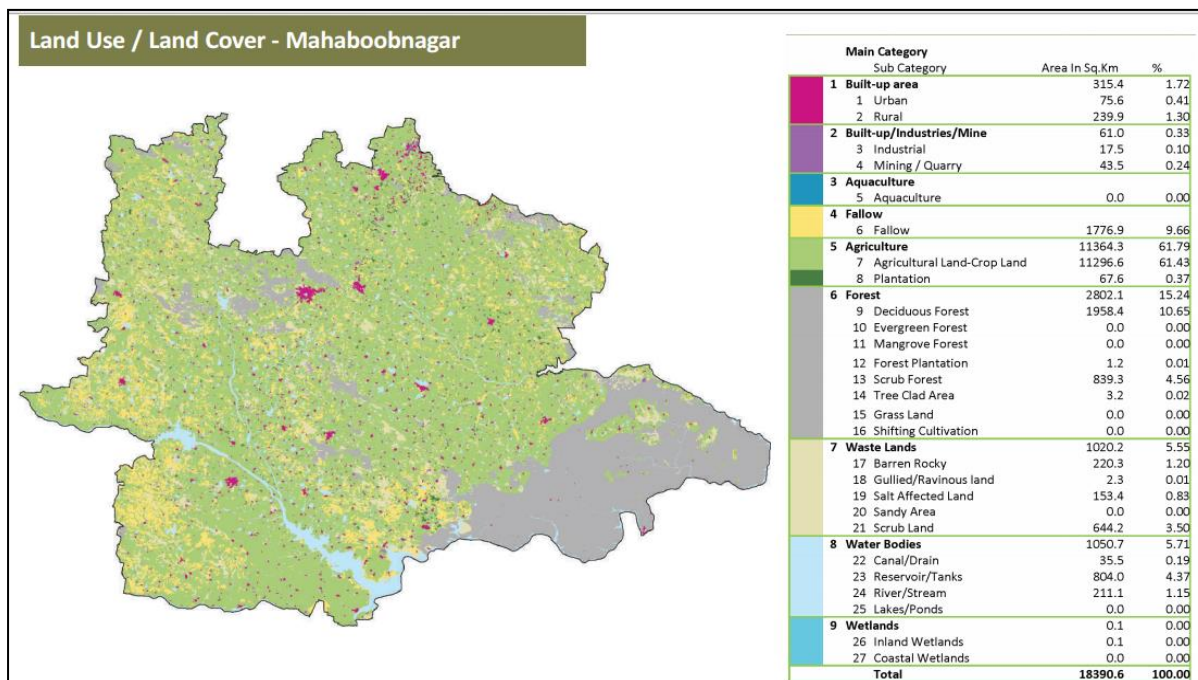 Land Use / Land Cover - Mahaboobnagar
Main Category
Sub Category Area In Sq.Km %
1 Built-up area 315.4 1.72
1 Urban 75.6 0.41
2 Rural 239.9 1.30
2 Built-up/Industries/Mine 61.0 0.33
3 Industrial 17.5 0.10
4 Mining / Quarry 43.5 0.24
3 Aquaculture
5 Aquaculture 0.0 0.00
4 Fallow
6 Fallow 1776.9 9.66
5 Agriculture 11364.3 61.79
7 Agricultural Land-Crop Land 11296.6 61.43
8 Plantation 67.6 0.37
6 Forest 2802.1 15.24
9 Deciduous Forest 1958.4 10.65
10 Evergreen Forest 0.0 0.00
11 Mangrove Forest 0.0 0.00
12 Forest Plantation 1.2 0.01
13 Scrub Forest 839.3 4.56
14 Tree Clad Area 3.2 0.02
15 Grass Land 0.0 0.00
16 Shifting Cultivation 0.0 0.00
7 Waste Lands 1020.2 5.55
17 Barren Rocky 220.3 1.20
18 Gullied/Ravinous land 2.3 0.01
19 Salt Affected Land 153.4 0.83
20 Sandy Area 0.0 0.00
21 Scrub Land 644.2 3.50
8 Water Bodies 1050.7 5.71
22 Canal/Drain 35.5 0.19
23 Reservoir/Tanks 804.0 4.37
24 River/Stream 211.1 1.15
25 Lakes/Ponds 0.0 0.00
9 Wetlands 0.1 0.00
26 Inland Wetlands 0.1 0.00
27 Coastal Wetlands 0.0 0.00
Total 18390.6 100.00